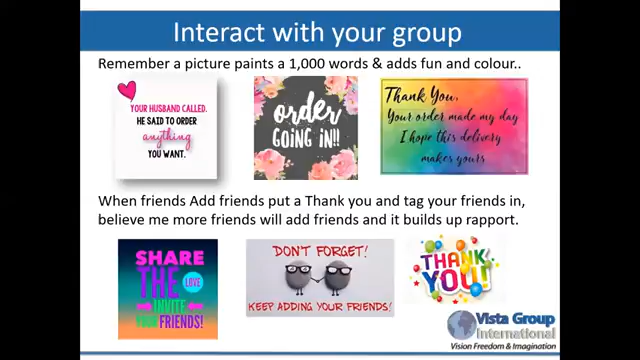 Interact with your group
Remember a picture paints a 1,000 words & adds fun and colour..
YOUR HUSBAND CALLED.
HE SAID TO ORDER
anything
YOU WANT.
order
GOING IN!!
Thank You,
Your order made my day
I hope this delivery
makes yours
When friends Add friends put a Thank you and tag your friends in,
believe me more friends will add friends and it builds up rapport.
SHARE
THE LOVE
INVITE
YOUR FRIENDS!
DON'T FORGET!
KEEP ADDING YOUR FRIENDS!
THANK
YOU!
Vista Group
International
Vision Freedom & Imagination